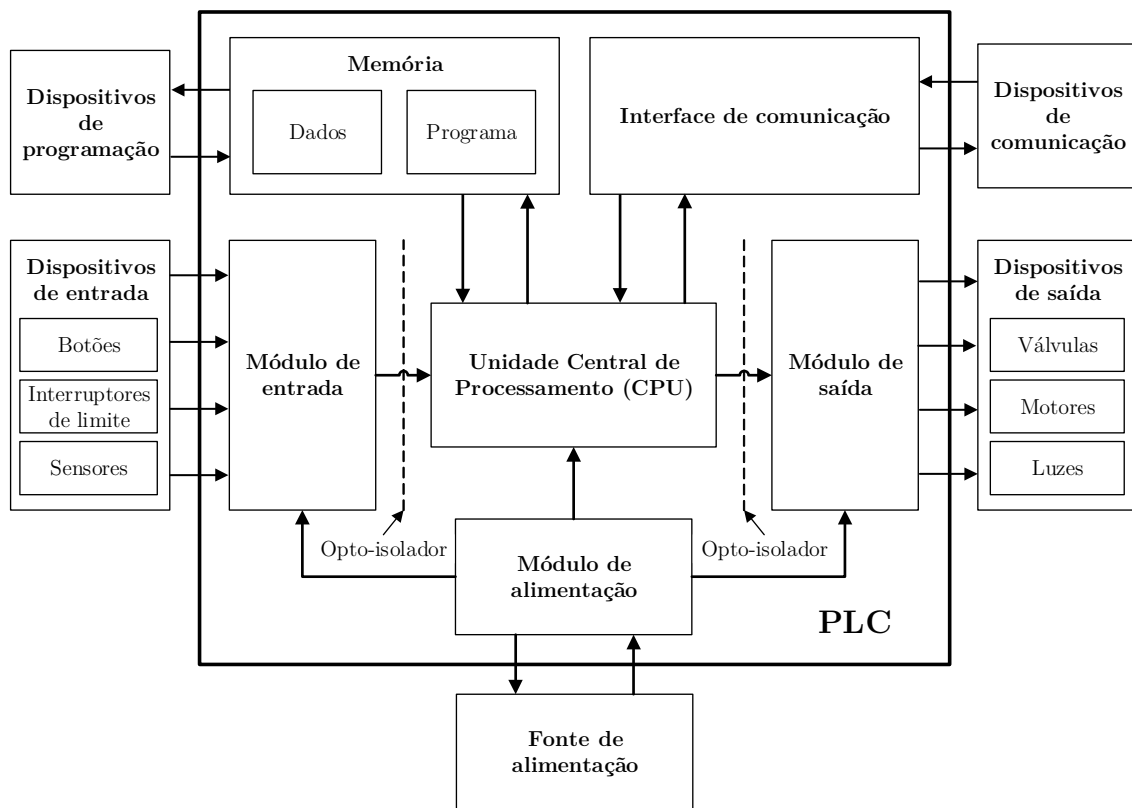 Memória
Dados
Programa
Interface de comunicação
Dispositivos
de
programação
Dispositivos
de
comunicação
Dispositivos
de entrada
Botões
Interruptores
de limite
Sensores
Módulo de
entrada
Unidade Central de
Processamento (CPU)
Módulo de
saída
Dispositivos
de saída
Válvulas
Motores
Luzes
Opto-isolador
Opto-isolador
Módulo de
alimentação
PLC
Fonte de
alimentação